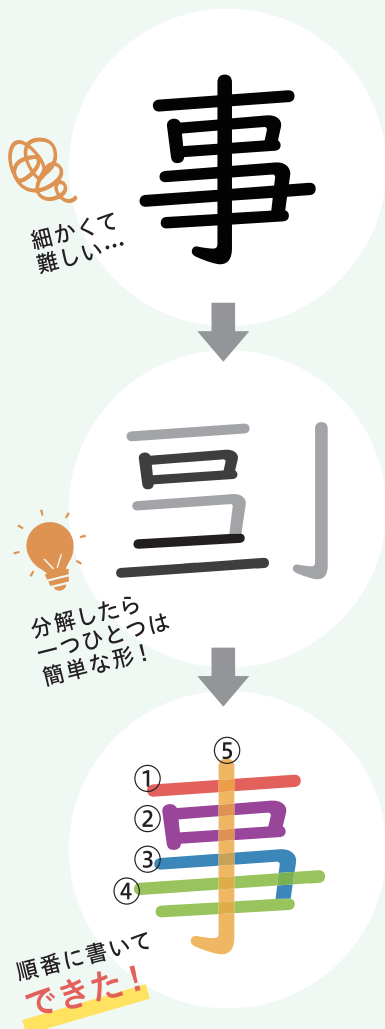 事
細かくて
難しい…
分解したら
一つひとつは
簡単な形！
⑤
①
②
③
④
事
順番に書いて
できた！